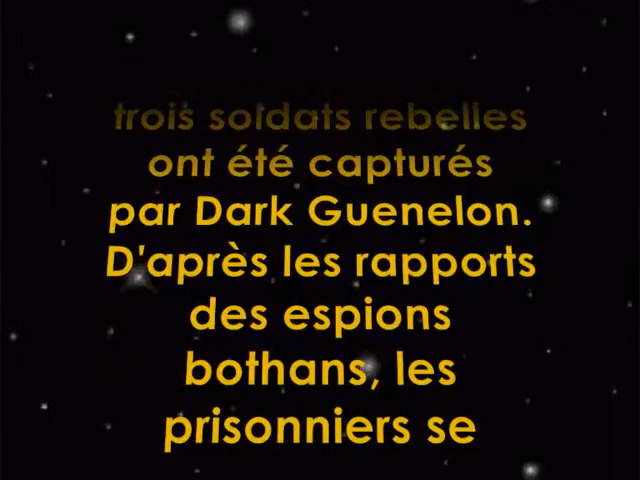 trois soldats rebelles
ont été capturés
par Dark Guenelon.
D'après les rapports
des espions
bothans, les
prisonniers se